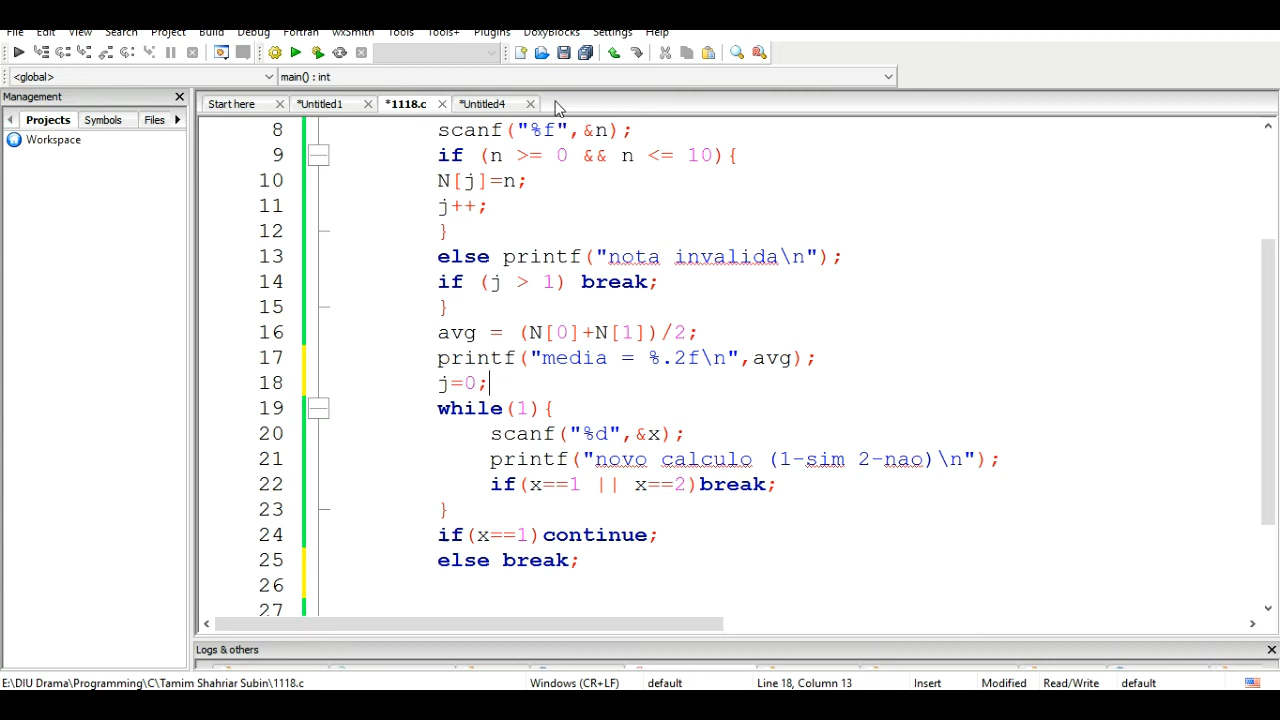 File Edit View Search Project Build Debug Fortran wxSmith Tools Tools+ Plugins DoxyBlocks Settings Help
<global> main() : int
Management
Start here *Untitled1 *1118.c *Untitled4
Projects Symbols Files
Workspace
8 scanf("%f",&n);
9 if (n >= 0 && n <= 10){
10 N[j]=n;
11 j++;
12 }
13 else printf("nota invalida\n");
14 if (j > 1) break;
15 }
16 avg = (N[0]+N[1])/2;
17 printf("media = %.2f\n",avg);
18 j=0;
19 while(1){
20 scanf("%d",&x);
21 printf("novo calculo (1-sim 2-nao)\n");
22 if(x==1 || x==2)break;
23 }
24 if(x==1)continue;
25 else break;
26
27
Logs & others
E:\DIU Drama\Programming\C\Tamim Shahriar Subin\1118.c Windows (CR+LF) default Line 18, Column 13 Insert Modified Read/Write default